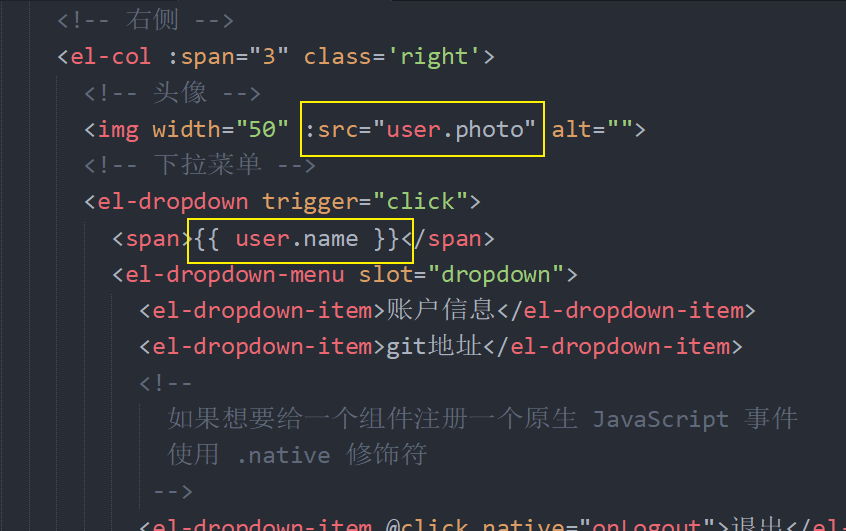 <!-- 右侧 -->
<el-col :span="3" class='right'>
<!-- 头像 -->
<img width="50" :src="user.photo" alt="">
<!-- 下拉菜单 -->
<el-dropdown trigger="click">
<span>{{ user.name }}</span>
<el-dropdown-menu slot="dropdown">
<el-dropdown-item>账户信息</el-dropdown-item>
<el-dropdown-item>git地址</el-dropdown-item>
<!--
如果想要给一个组件注册一个原生 JavaScript 事件
使用 .native 修饰符
-->
<el-dropdown-item @click.native="onLogout">退出</el